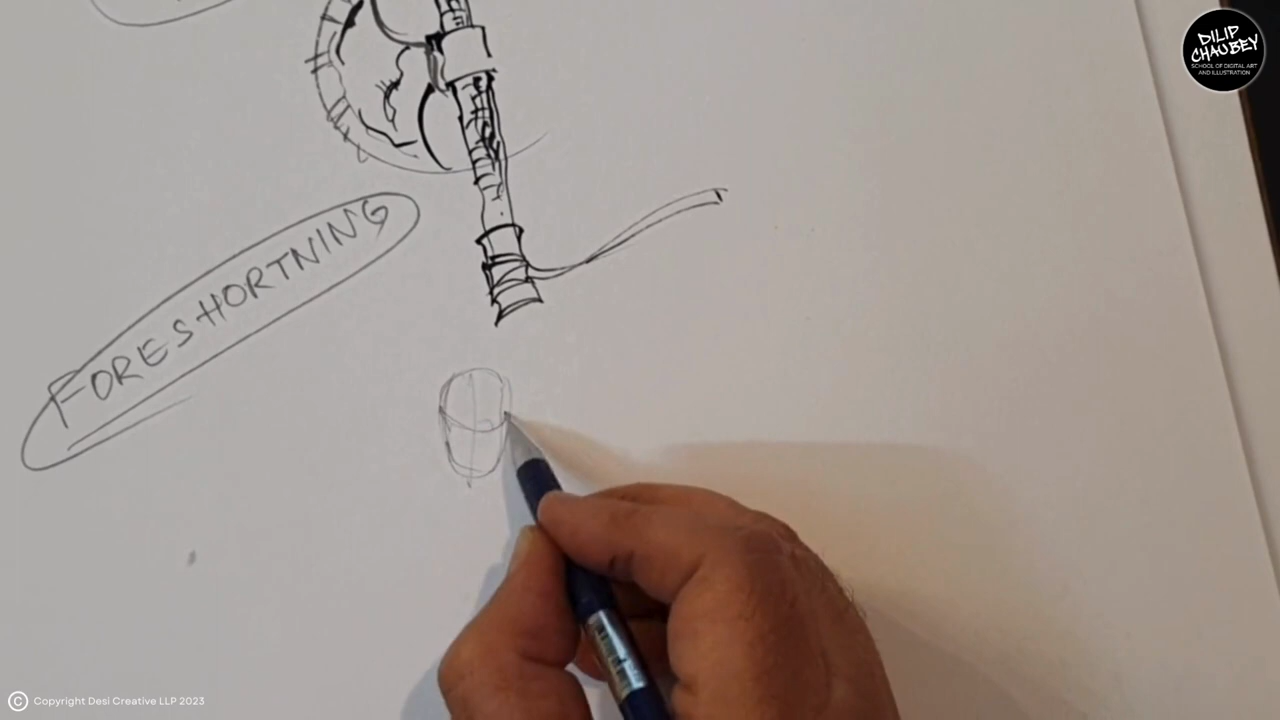 DILIP
CHAUBEY
SCHOOL OF DIGITAL ART
AND ILLUSTRATION
FORESHORTNING
Copyright Desi Creative LLP 2023